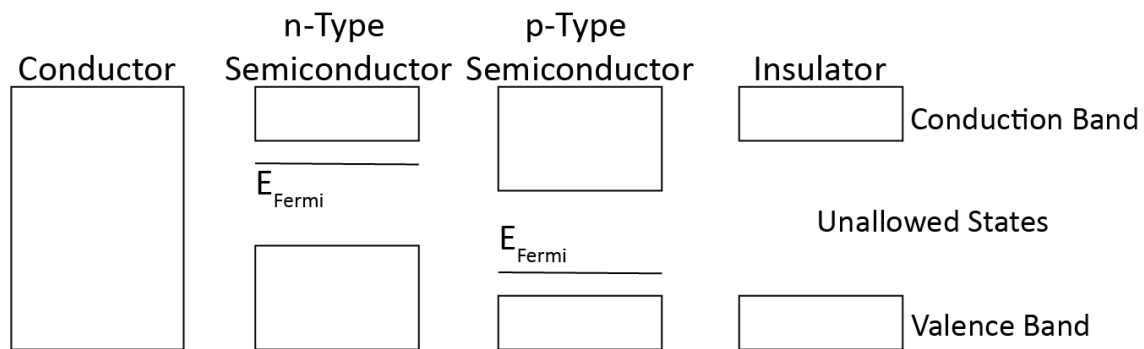 n-Type
p-Type
Conductor
Semiconductor
Semiconductor
Insulator
Conduction Band
E Fermi
Unallowed States
E Fermi
Valence Band